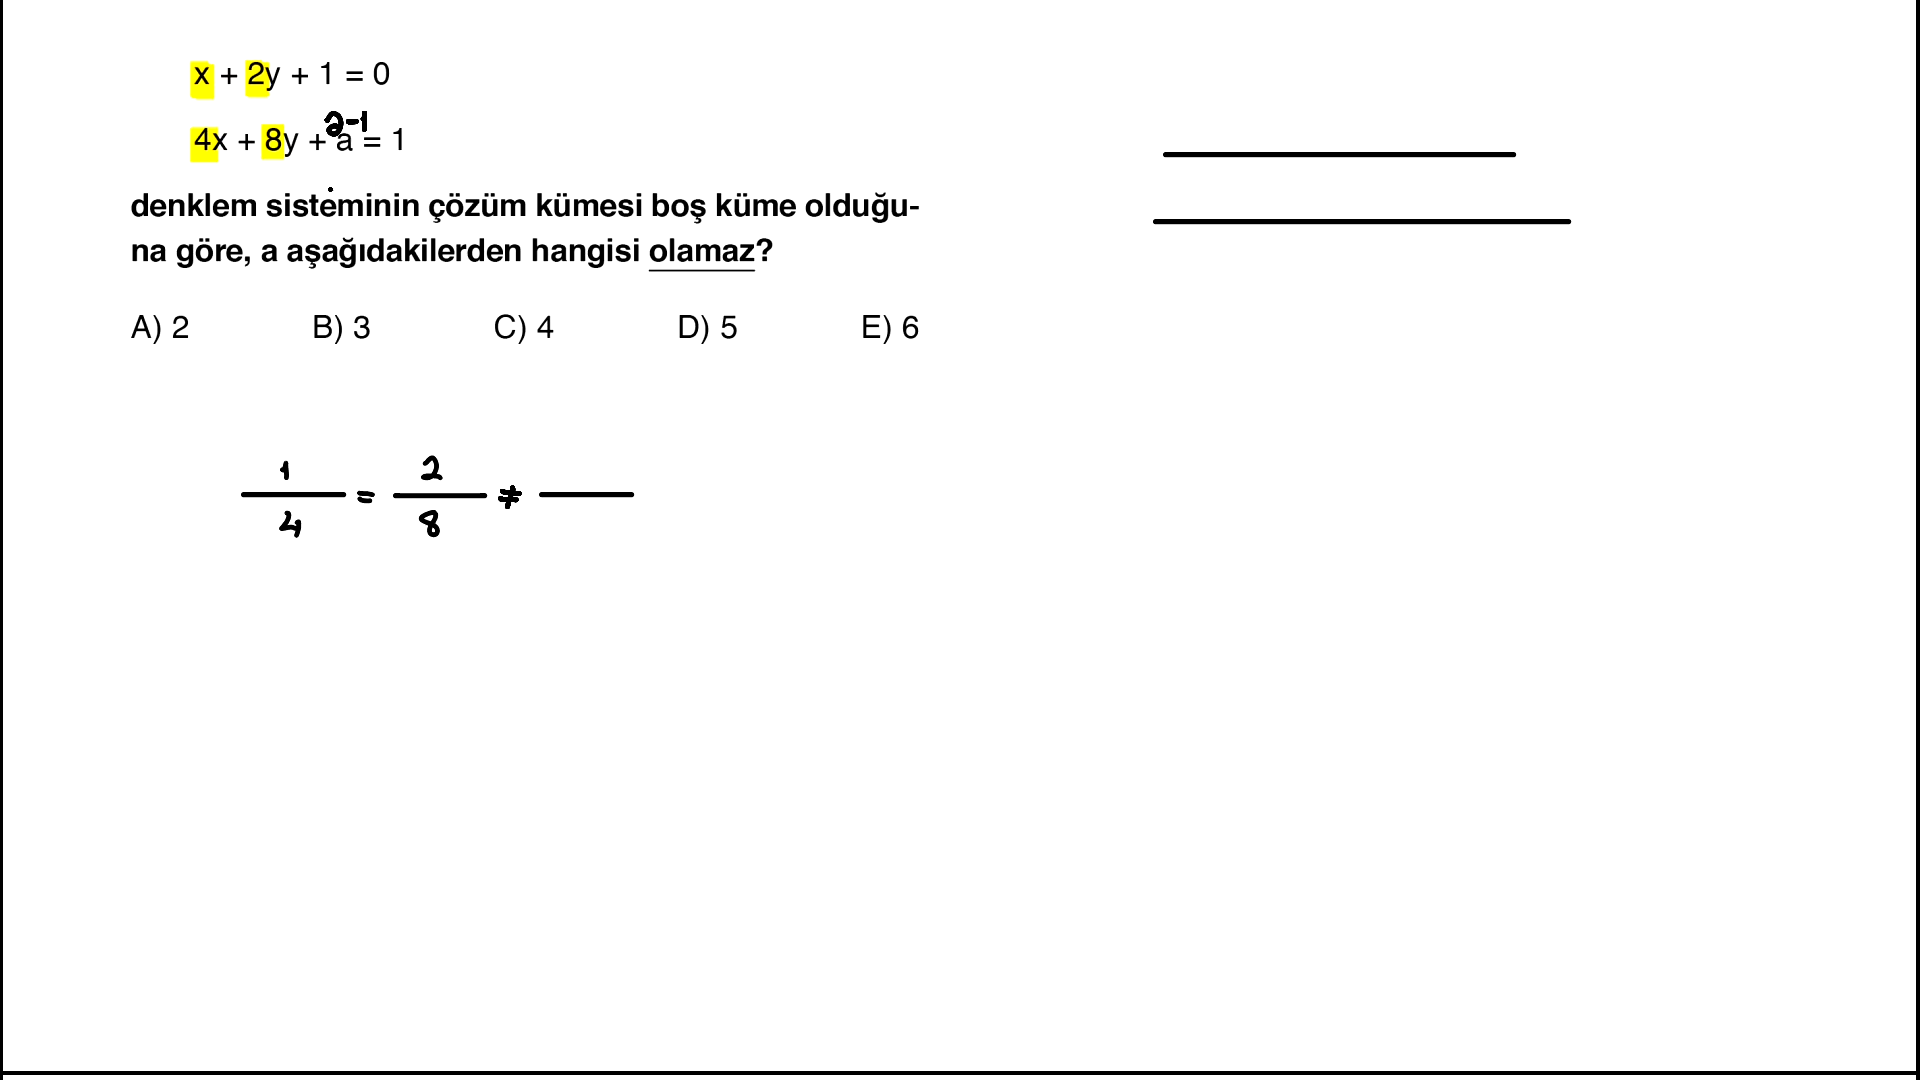 x + 2y + 1 = 0
a-1
4x + 8y + a = 1
denklem sisteminin çözüm kümesi boş küme olduğu-
na göre, a aşağıdakilerden hangisi olamaz?
A) 2 B) 3 C) 4 D) 5 E) 6
1 2
= ≠
4 8